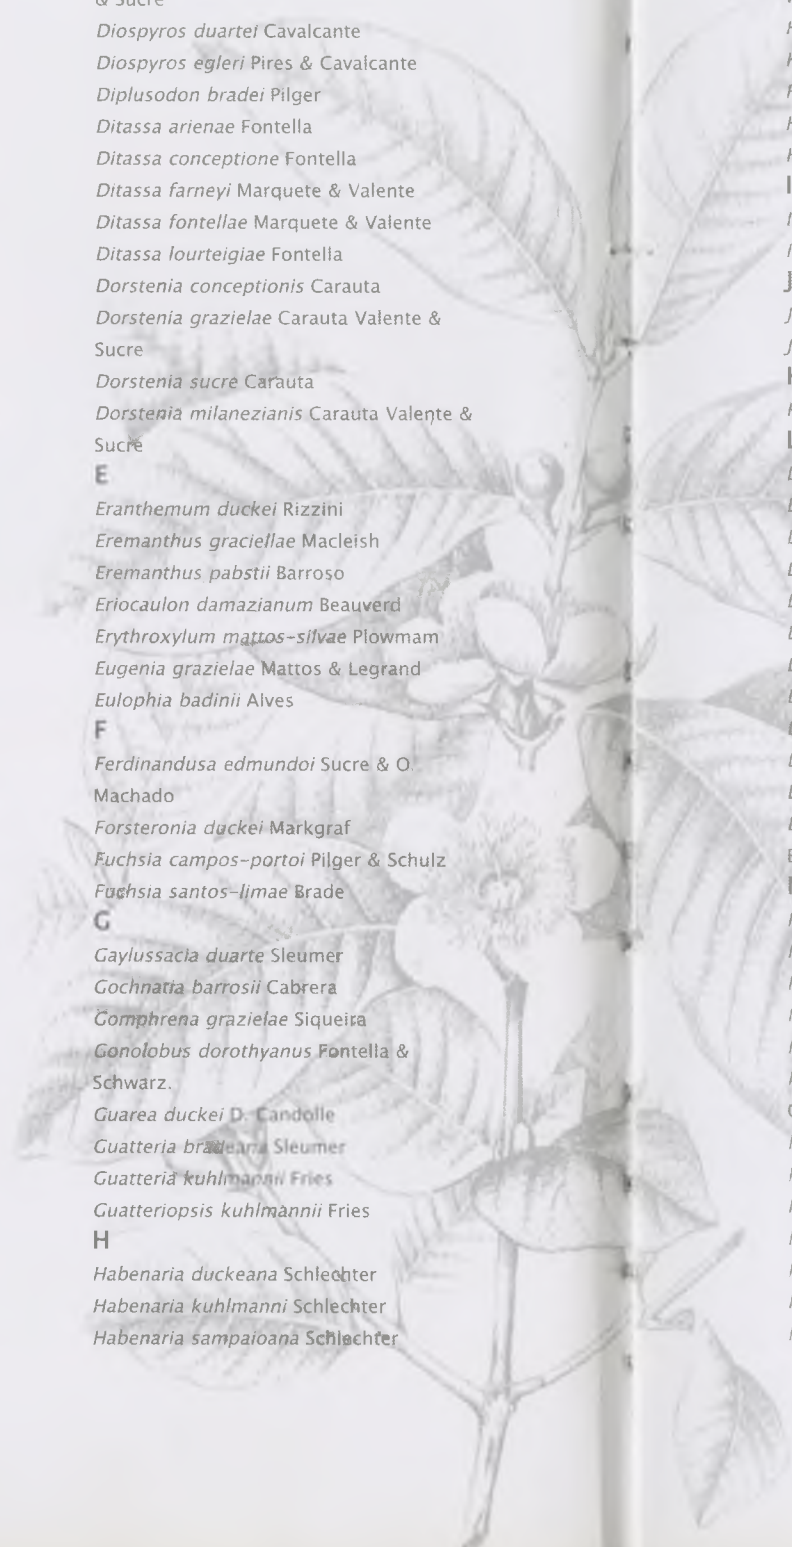 & Sucre
Diospyros duartei Cavalcante
Diospyros egleri Pires & Cavalcante
Diplusodon bradei Pilger
Ditassa arienae Fontella
Ditassa conceptione Fontella
Ditassa farneyi Marquete & Valente
Ditassa fontellae Marquete & Valente
Ditassa lourteigiae Fontella
Dorstenia conceptionis Carauta
Dorstenia grazielae Carauta Valente &
Sucre
Dorstenia sucre Carauta
Dorstenia milanezianis Carauta Valente &
Sucre
E
Eranthemum duckei Rizzini
Eremanthus graciellae Macleish
Eremanthus pabstii Barroso
Eriocaulon damazianum Beauverd
Erythroxylum mattos-silvae Plowmam
Eugenia grazielae Mattos & Legrand
Eulophia badinii Alves
F
Ferdinandusa edmundoi Sucre & O.
Machado
Forsteronia duckei Markgraf
Fuchsia campos-portoi Pilger & Schulz
Fuchsia santos-limae Brade
G
Gaylussacia duarte Sleumer
Gochnatia barrosii Cabrera
Gomphrena grazielae Siqueira
Gonolobus dorothyanus Fontella &
Schwarz.
Guarea duckei D. Candolle
Guatteria bradeana Sleumer
Guatteria kuhlmannii Fries
Guatteriopsis kuhlmannii Fries
H
Habenaria duckeana Schlechter
Habenaria kuhlmanni Schlechter
Habenaria sampaioana Schlechter